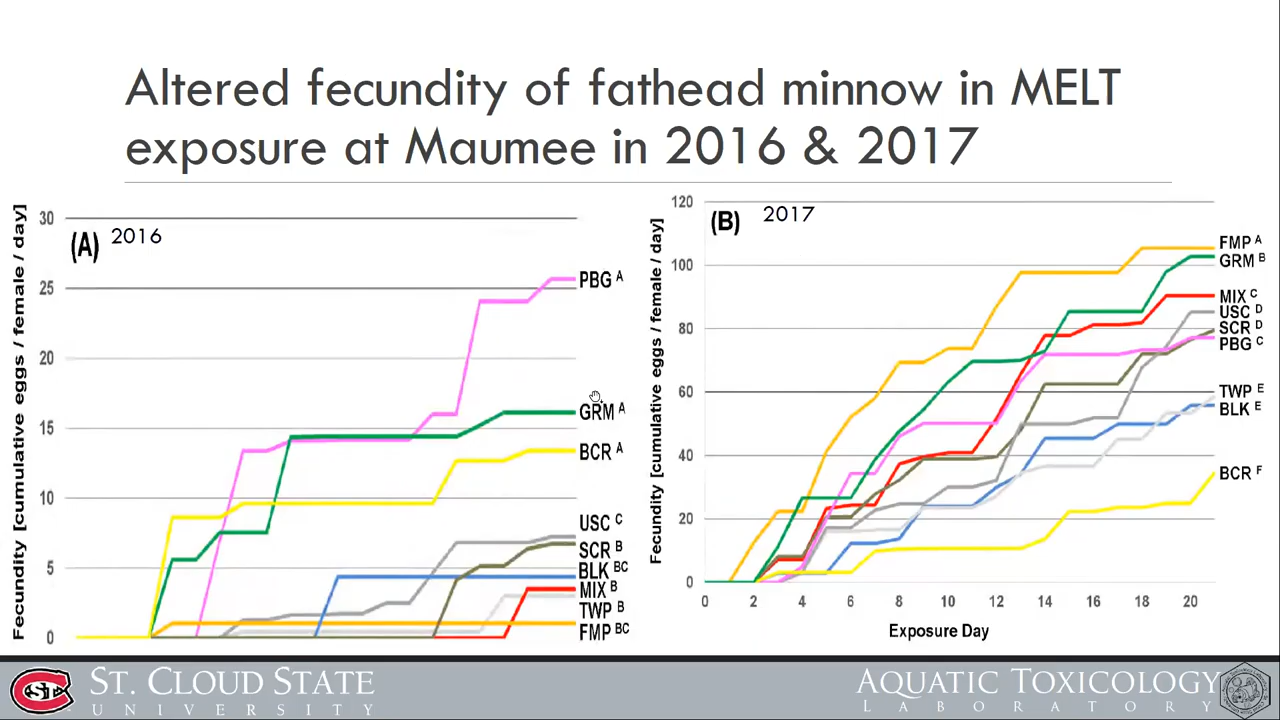 Altered fecundity of fathead minnow in MELT
exposure at Maumee in 2016 & 2017
Fecundity [cumulative eggs / female / day]
30
25
20
15
10
5
0
(A) 2016
PBG A
GRM A
BCR A
USC C
SCR B
BLK BC
MIX B
TWP B
FMP BC
Fecundity [cumulative eggs / female / day]
120
100
80
60
40
20
0
(B) 2017
FMP A
GRM B
MIX C
USC D
SCR D
PBG C
TWP E
BLK E
BCR F
0 2 4 6 8 10 12 14 16 18 20
Exposure Day
ST. CLOUD STATE
UNIVERSITY
AQUATIC TOXICOLOGY
LABORATORY